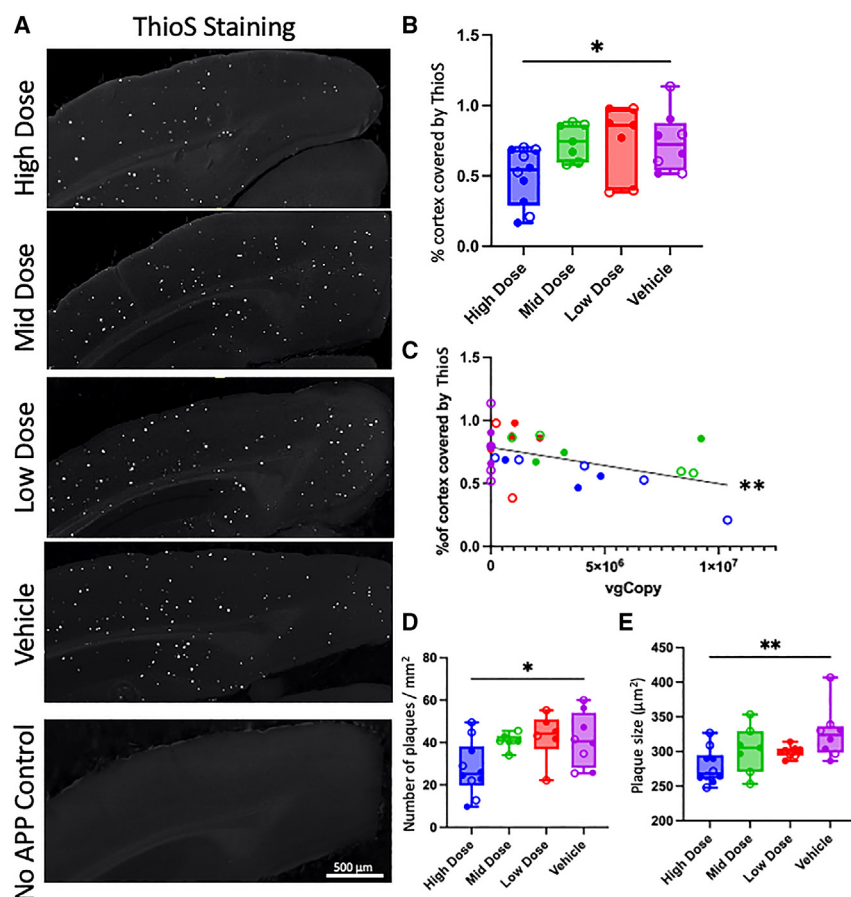 A
ThioS Staining
High Dose
Mid Dose
Low Dose
Vehicle
No APP Control
500 µm
B
% cortex covered by ThioS
1.5
1.0
0.5
0.0
*
High Dose
Mid Dose
Low Dose
Vehicle
C
%of cortex covered by ThioS
1.5
1.0
0.5
0.0
**
0
5×10⁶
1×10⁷
vgCopy
D
Number of plaques / mm²
80
60
40
20
0
*
High Dose
Mid Dose
Low Dose
Vehicle
E
Plaque size (µm²)
450
400
350
300
250
200
**
High Dose
Mid Dose
Low Dose
Vehicle